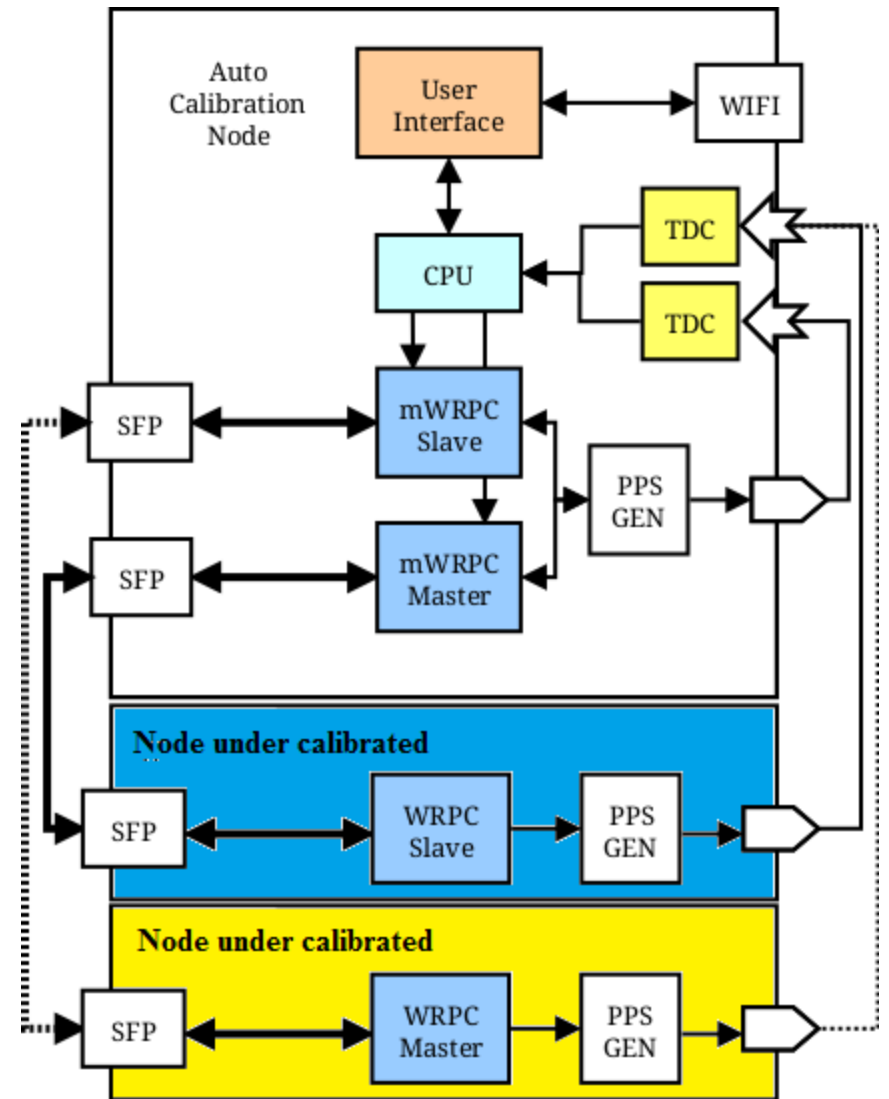 Auto
Calibration
Node
User
Interface
WIFI
TDC
CPU
TDC
mWRPC
Slave
SFP
PPS
GEN
mWRPC
Master
SFP
Node under calibrated
SFP
WRPC
Slave
PPS
GEN
Node under calibrated
SFP
WRPC
Master
PPS
GEN